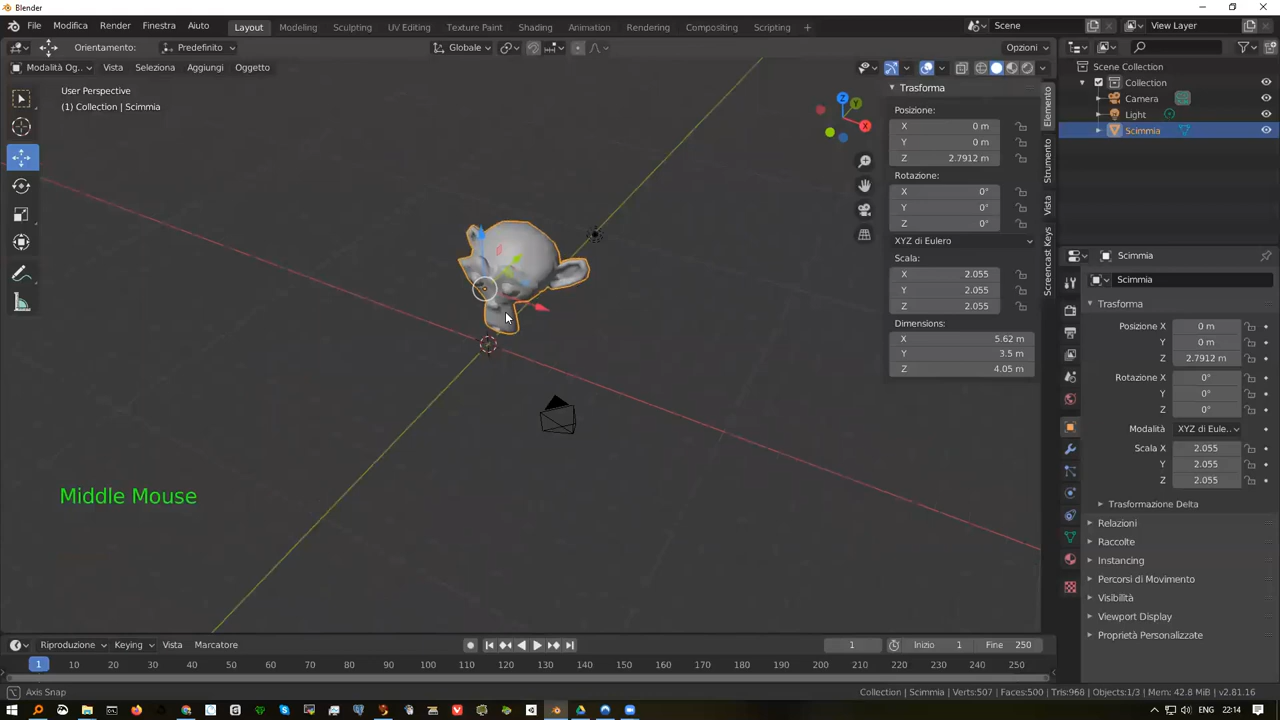 Blender
File Modifica Render Finestra Aiuto Layout Modeling Sculpting UV Editing Texture Paint Shading Animation Rendering Compositing Scripting + Scene View Layer
Orientamento: Predefinito Globale Opzioni
Modalità Og... Vista Seleziona Aggiungi Oggetto
User Perspective
(1) Collection | Scimmia
Middle Mouse
Z
Y
X
Trasforma
Posizione:
X 0 m
Y 0 m
Z 2.7912 m
Rotazione:
X 0°
Y 0°
Z 0°
XYZ di Eulero
Scala:
X 2.055
Y 2.055
Z 2.055
Dimensions:
X 5.62 m
Y 3.5 m
Z 4.05 m
Elemento
Strumento
Vista
Screencast Keys
Scene Collection
Collection
Camera
Light
Scimmia
Scimmia
Scimmia
Trasforma
Posizione X 0 m
Y 0 m
Z 2.7912 m
Rotazione X 0°
Y 0°
Z 0°
Modalità XYZ di Eule..
Scala X 2.055
Y 2.055
Z 2.055
Trasformazione Delta
Relazioni
Raccolte
Instancing
Percorsi di Movimento
Visibilità
Viewport Display
Proprietà Personalizzate
Riproduzione Keying Vista Marcatore 1 Inizio 1 Fine 250
1 10 20 30 40 50 60 70 80 90 100 110 120 130 140 150 160 170 180 190 200 210 220 230 240 250
Axis Snap Collection | Scimmia | Verts:507 | Faces:500 | Tris:968 | Objects:1/3 | Mem: 42.8 MiB | v2.81.16
ENG 22:14